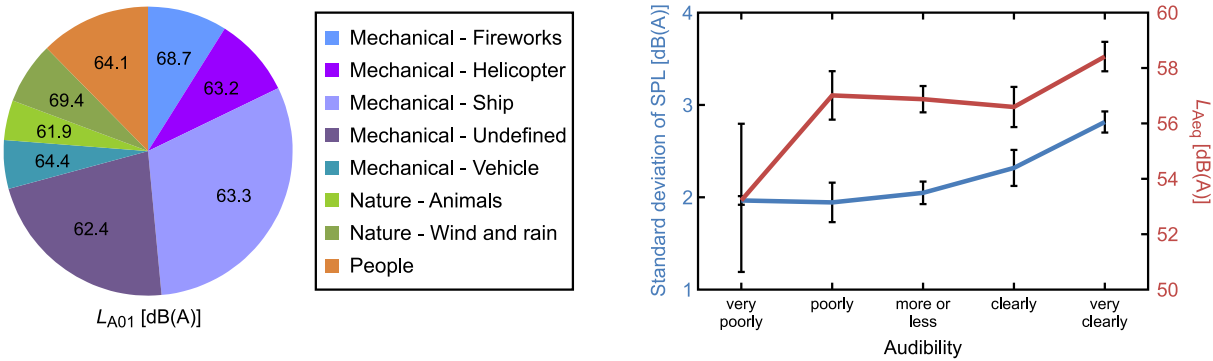 64.1
68.7
63.2
69.4
61.9
64.4
63.3
62.4
LA01 [dB(A)]
Mechanical - Fireworks
Mechanical - Helicopter
Mechanical - Ship
Mechanical - Undefined
Mechanical - Vehicle
Nature - Animals
Nature - Wind and rain
People
Standard deviation of SPL [dB(A)]
4
3
2
1
60
58
56
54
52
50
LAeq [dB(A)]
very
poorly
poorly
more or
less
clearly
very
clearly
Audibility